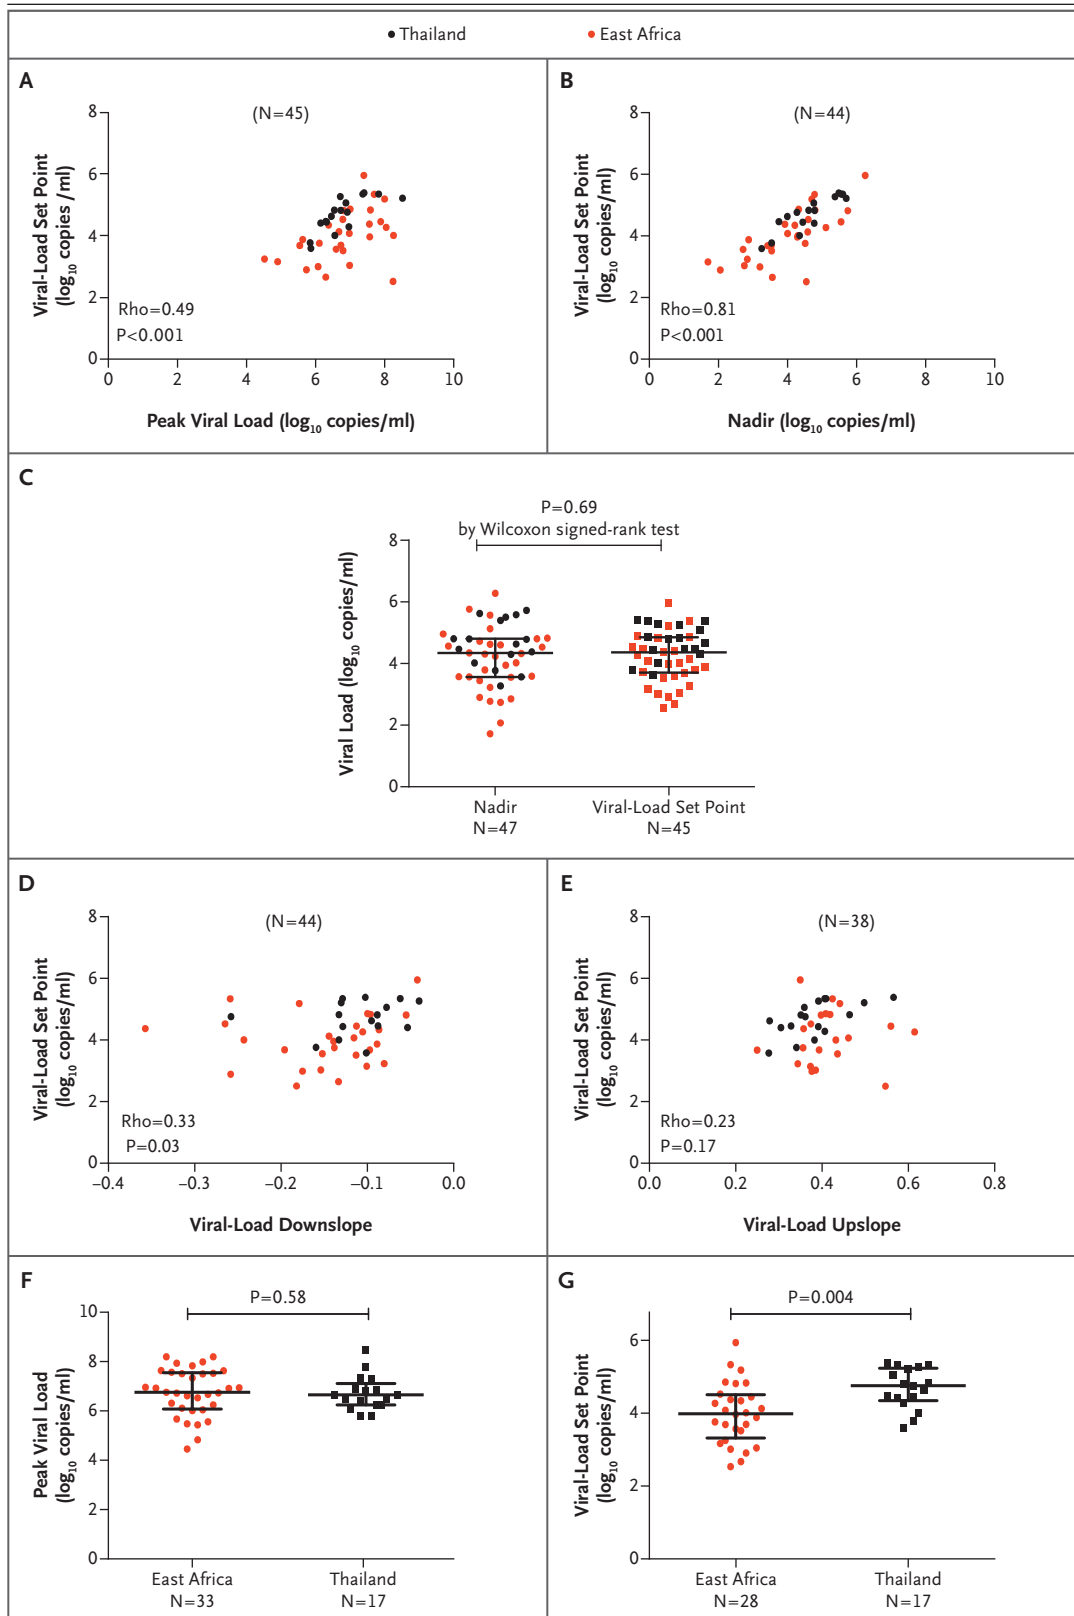 Thailand
East Africa
A
(N=45)
Viral-Load Set Point
(log10 copies /ml)
8
6
4
2
0
Rho=0.49
P<0.001
0 2 4 6 8 10
Peak Viral Load (log10 copies/ml)
B
(N=44)
Viral-Load Set Point
(log10 copies/ml)
8
6
4
2
0
Rho=0.81
P<0.001
0 2 4 6 8 10
Nadir (log10 copies/ml)
C
P=0.69
by Wilcoxon signed-rank test
Viral Load (log10 copies/ml)
8
6
4
2
0
Nadir
N=47
Viral-Load Set Point
N=45
D
(N=44)
Viral-Load Set Point
(log10 copies/ml)
8
6
4
2
0
Rho=0.33
P=0.03
−0.4 −0.3 −0.2 −0.1 0.0
Viral-Load Downslope
E
(N=38)
Viral-Load Set Point
(log10 copies/ml)
8
6
4
2
0
Rho=0.23
P=0.17
0.0 0.2 0.4 0.6 0.8
Viral-Load Upslope
F
P=0.58
Peak Viral Load
(log10 copies/ml)
10
8
6
4
2
0
East Africa
N=33
Thailand
N=17
G
P=0.004
Viral-Load Set Point
(log10 copies/ml)
6
4
2
0
East Africa
N=28
Thailand
N=17